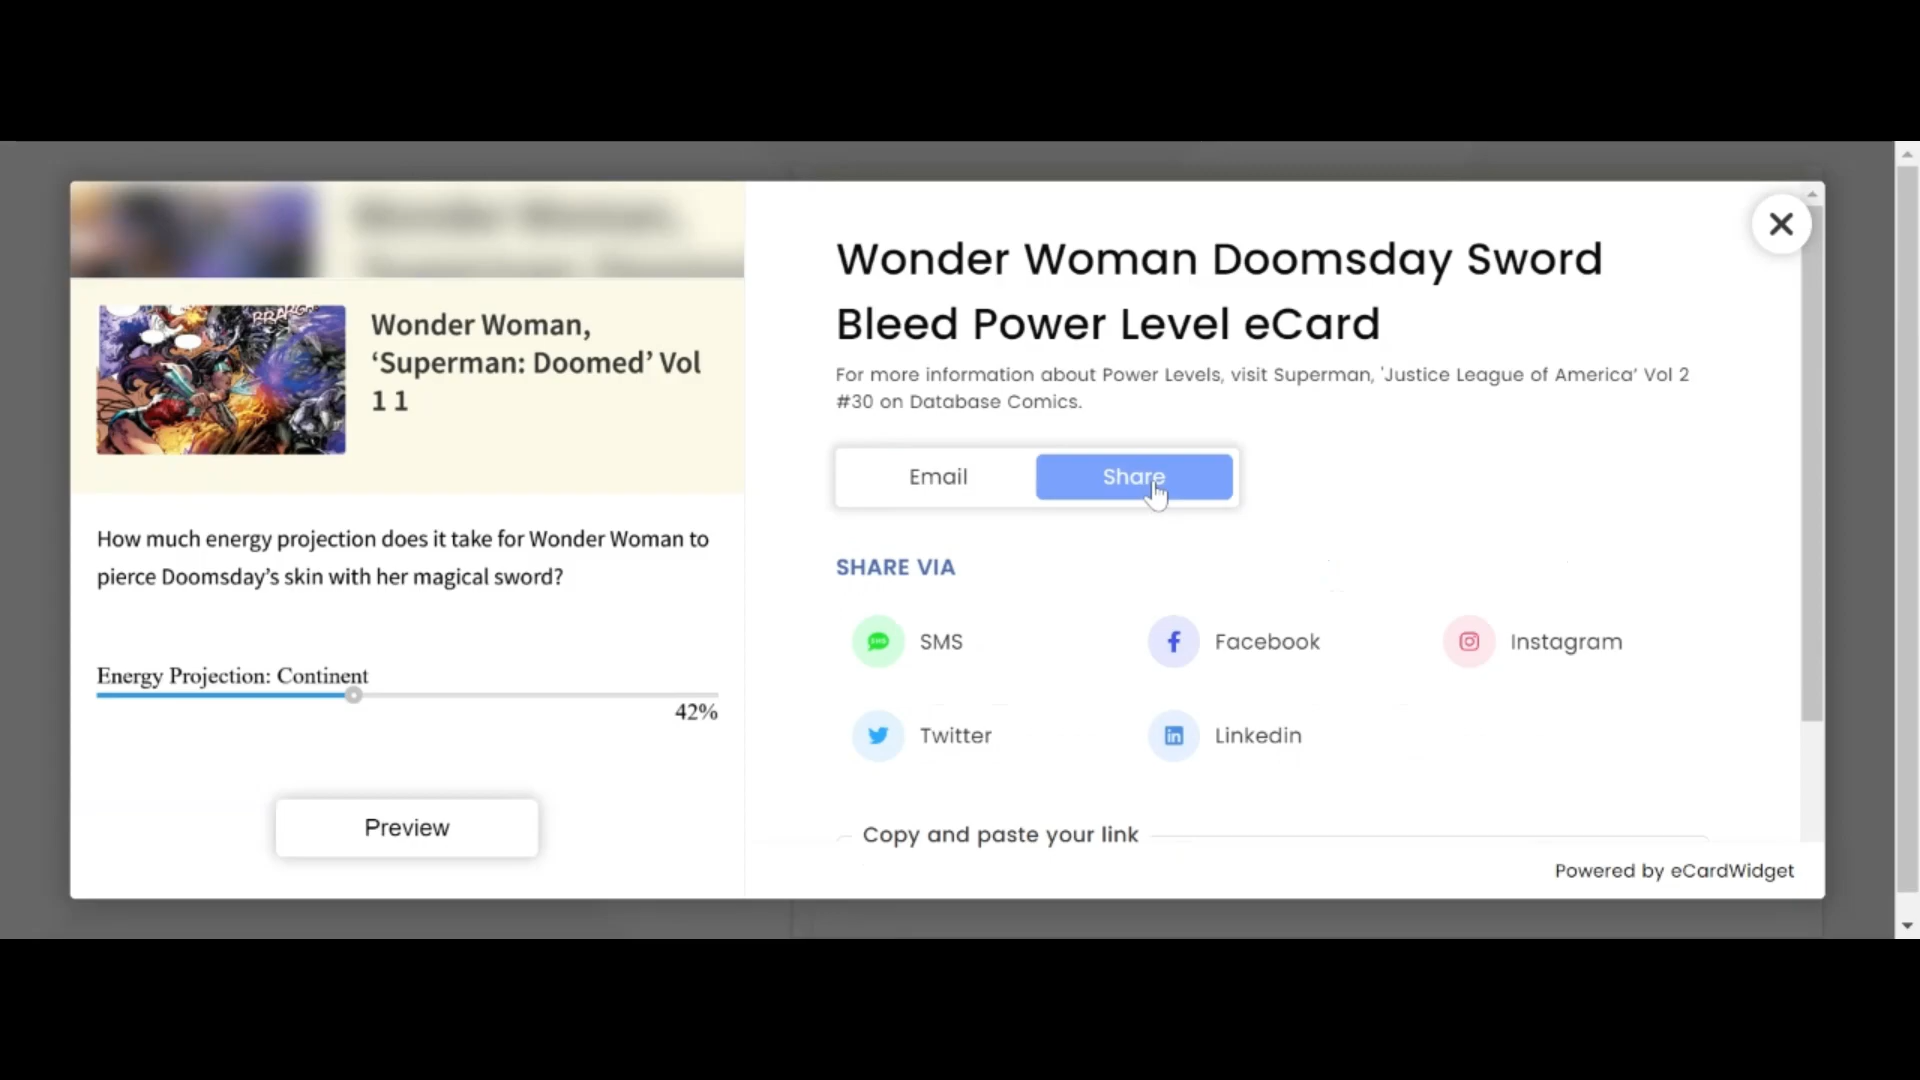 Wonder Woman,
‘Superman: Doomed’ Vol
1 1
How much energy projection does it take for Wonder Woman to
pierce Doomsday’s skin with her magical sword?
Energy Projection: Continent
42%
Preview
Wonder Woman Doomsday Sword
Bleed Power Level eCard
For more information about Power Levels, visit Superman, 'Justice League of America' Vol 2
#30 on Database Comics.
Email
Share
SHARE VIA
SMS
Facebook
Instagram
Twitter
Linkedin
Copy and paste your link
Powered by eCardWidget